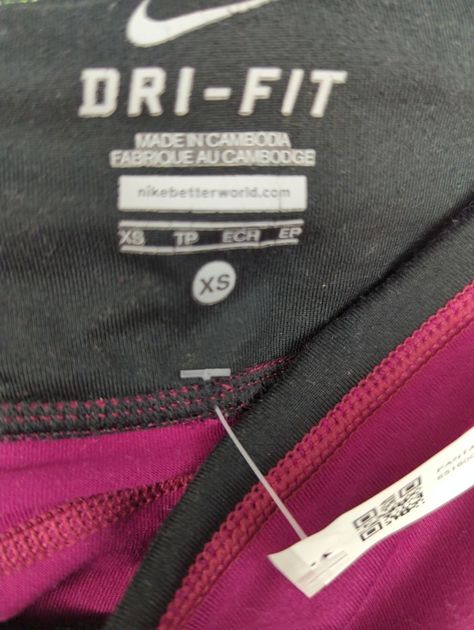 DRI-FIT
MADE IN CAMBODIA
FABRIQUE AU CAMBODGE
nikebetterworld.com
XS TP ECH EP
XS